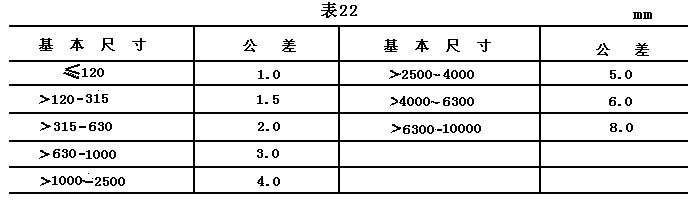 表22
mm
基 本 尺 寸 公 差 基 本 尺 寸 公 差
≤120 1.0 >2500~4000 5.0
>120-315 1.5 >4000~6300 6.0
>315-630 2.0 >6300-10000 8.0
>630-1000 3.0
>1000~2500 4.0